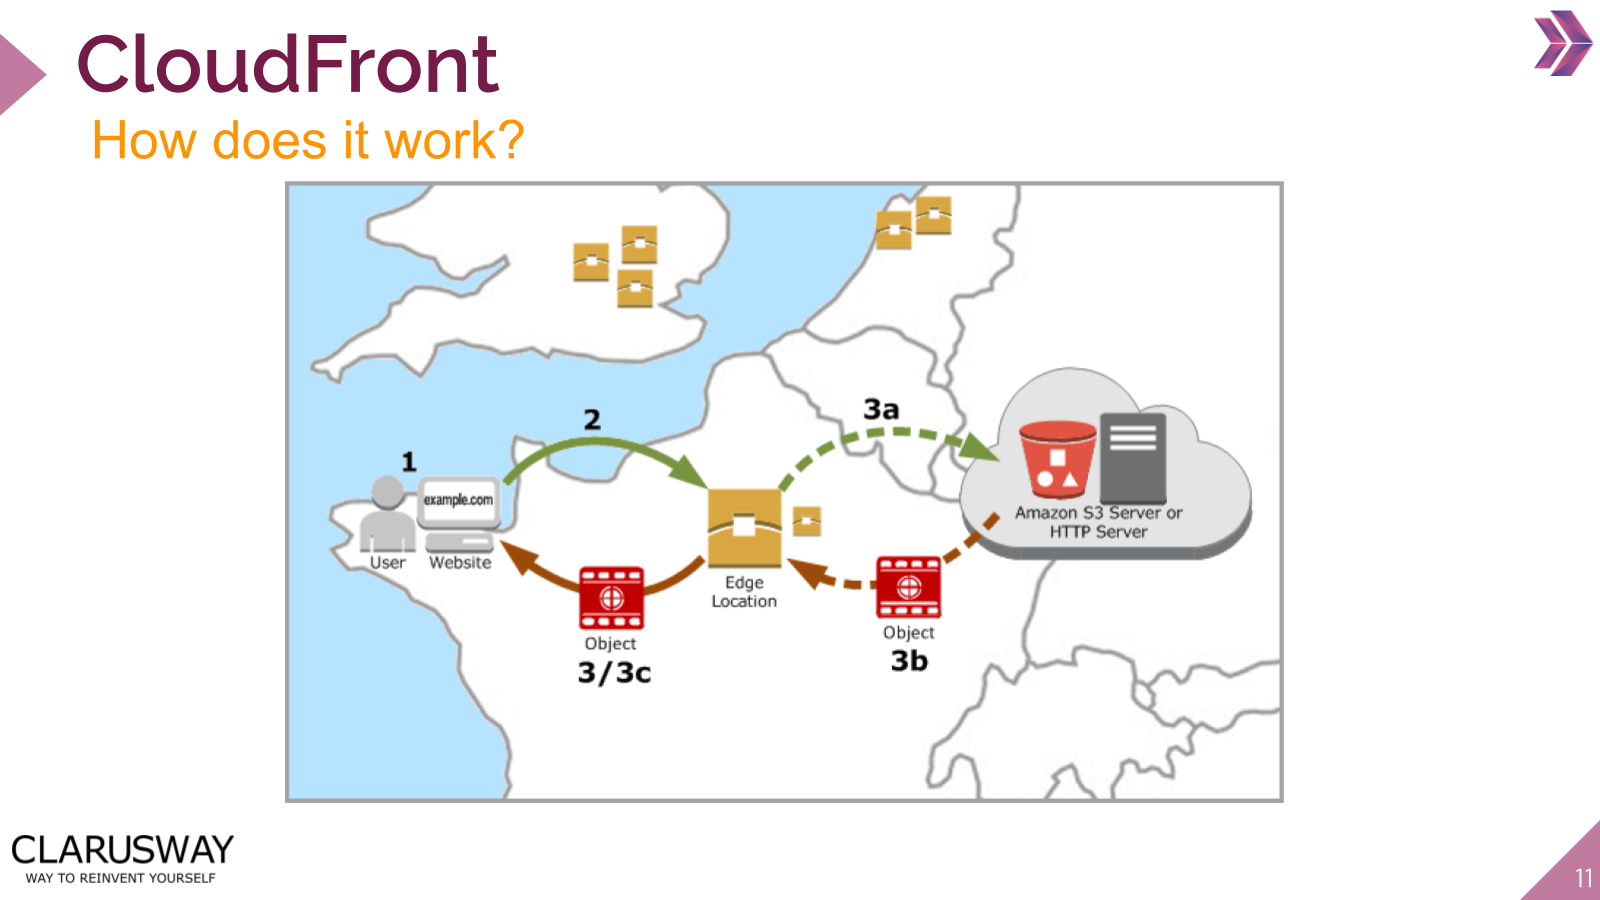 CloudFront
How does it work?
1
2
3a
example.com
User
Website
Edge
Location
Amazon S3 Server or
HTTP Server
Object
3/3c
Object
3b
CLARUSWAY
WAY TO REINVENT YOURSELF
11